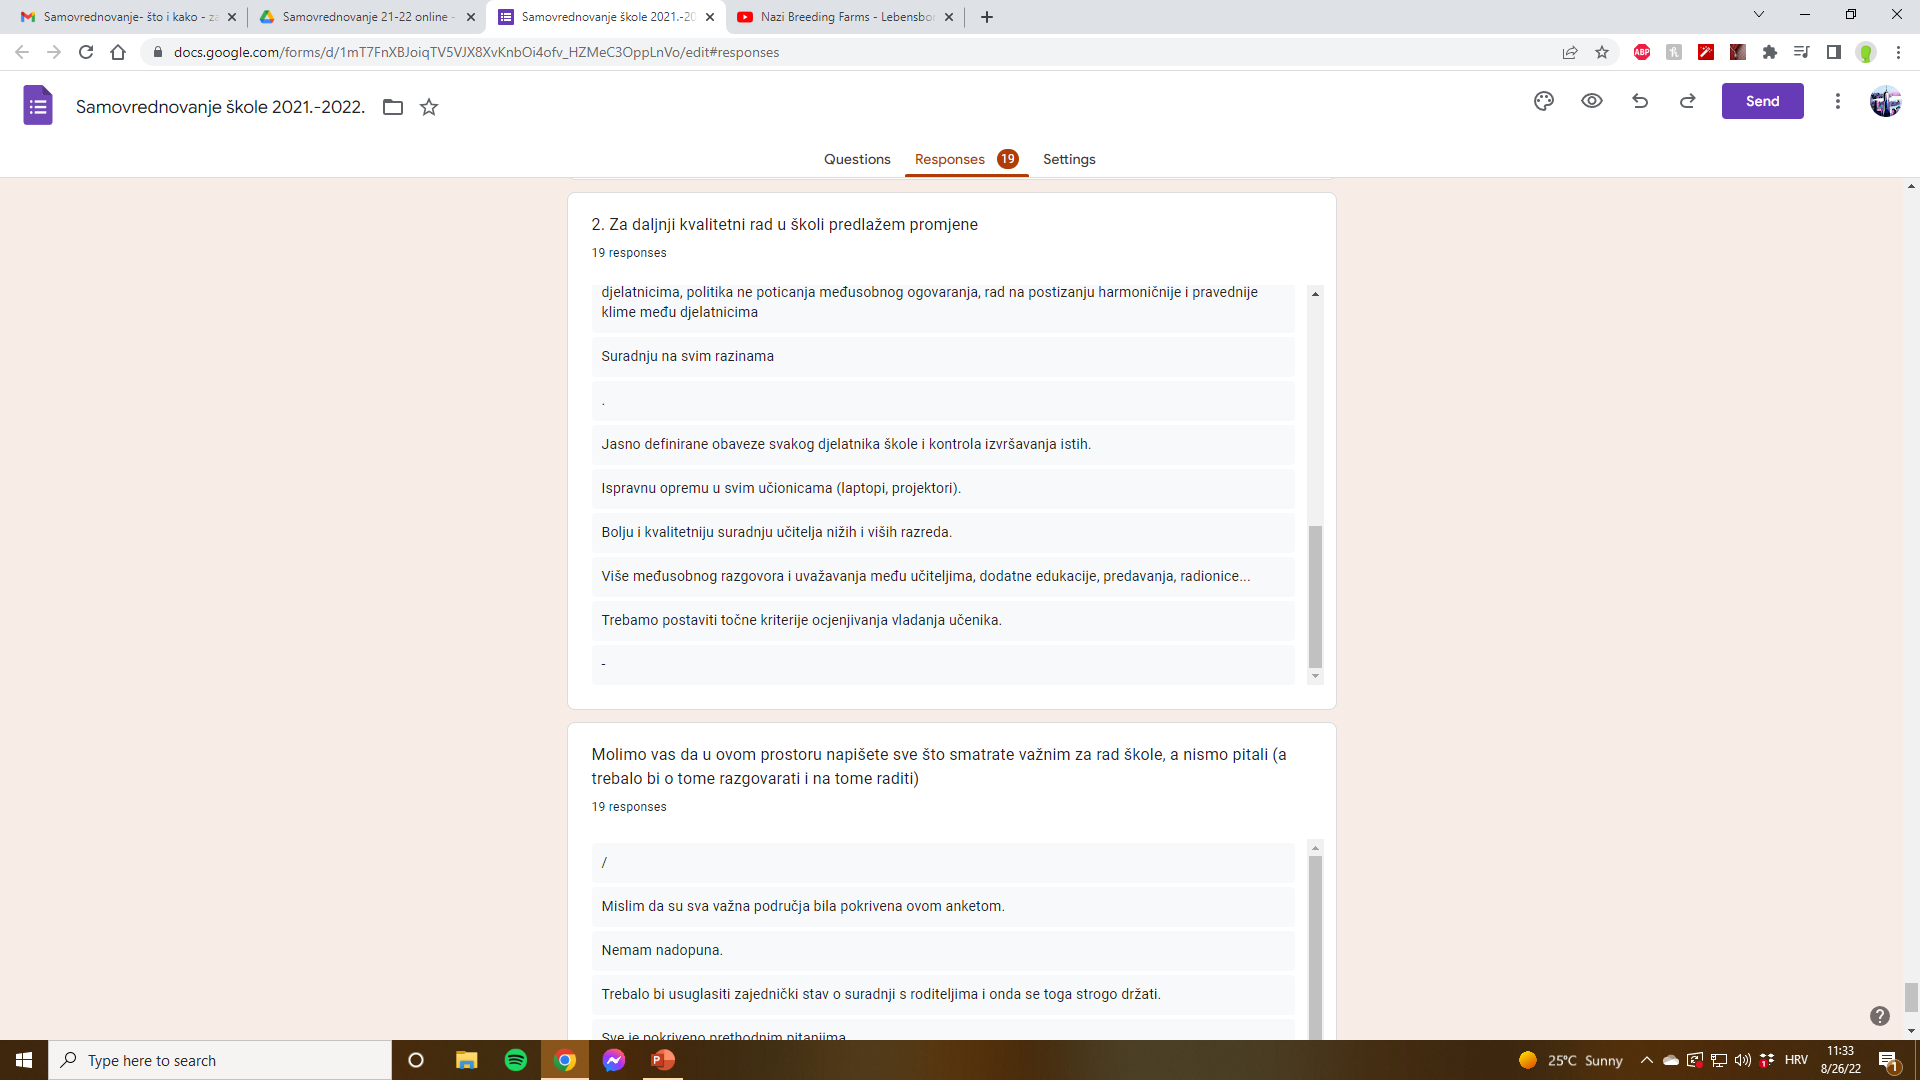 Samovrednovanje- što i kako - za
Samovrednovanje 21-22 online -
Samovrednovanje škole 2021.-20
Nazi Breeding Farms - Lebensbo
docs.google.com/forms/d/1mT7FnXBJoiqTV5VJX8XvKnbOi4ofv_HZMeC3OppLnVo/edit#responses
ABP
Samovrednovanje škole 2021.-2022.
Send
Questions Responses 19 Settings
2. Za daljnji kvalitetni rad u školi predlažem promjene
19 responses
djelatnicima, politika ne poticanja međusobnog ogovaranja, rad na postizanju harmoničnije i pravednije
klime među djelatnicima
Suradnju na svim razinama
.
Jasno definirane obaveze svakog djelatnika škole i kontrola izvršavanja istih.
Ispravnu opremu u svim učionicama (laptopi, projektori).
Bolju i kvalitetniju suradnju učitelja nižih i viših razreda.
Više međusobnog razgovora i uvažavanja među učiteljima, dodatne edukacije, predavanja, radionice...
Trebamo postaviti točne kriterije ocjenjivanja vladanja učenika.
-
Molimo vas da u ovom prostoru napišete sve što smatrate važnim za rad škole, a nismo pitali (a
trebalo bi o tome razgovarati i na tome raditi)
19 responses
/
Mislim da su sva važna područja bila pokrivena ovom anketom.
Nemam nadopuna.
Trebalo bi usuglasiti zajednički stav o suradnji s roditeljima i onda se toga strogo držati.
Sve je pokriveno prethodnim pitanjima
Type here to search
25°C Sunny
HRV
11:33
8/26/22
1